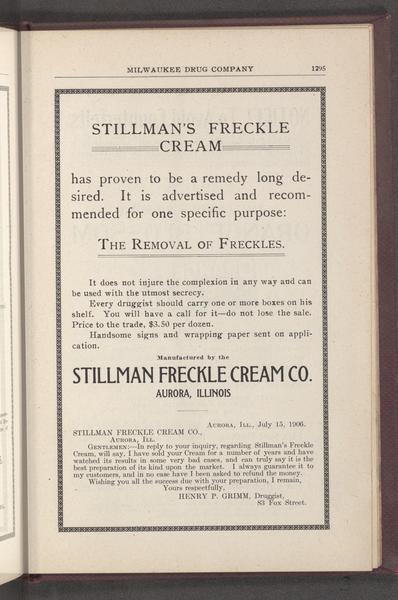 MILWAUKEE DRUG COMPANY 1295
STILLMAN'S FRECKLE
CREAM
has proven to be a remedy long de-
sired. It is advertised and recom-
mended for one specific purpose:
THE REMOVAL OF FRECKLES.
It does not injure the complexion in any way and can
be used with the utmost secrecy.
Every druggist should carry one or more boxes on his
shelf. You will have a call for it—do not lose the sale.
Price to the trade, $3.50 per dozen.
Handsome signs and wrapping paper sent on appli-
cation.
Manufactured by the
STILLMAN FRECKLE CREAM CO.
AURORA, ILLINOIS
AURORA, ILL., July 15, 1906.
STILLMAN FRECKLE CREAM CO.,
AURORA, ILL.
GENTLEMEN:—In reply to your inquiry, regarding Stillman's Freckle
Cream, will say, I have sold your Cream for a number of years and have
watched its results in some very bad cases, and can truly say it is the
best preparation of its kind upon the market. I always guarantee it to
my customers, and in no case have I been asked to refund the money.
Wishing you all the success due with your preparation, I remain,
Yours respectfully,
HENRY P. GRIMM, Druggist,
83 Fox Street.